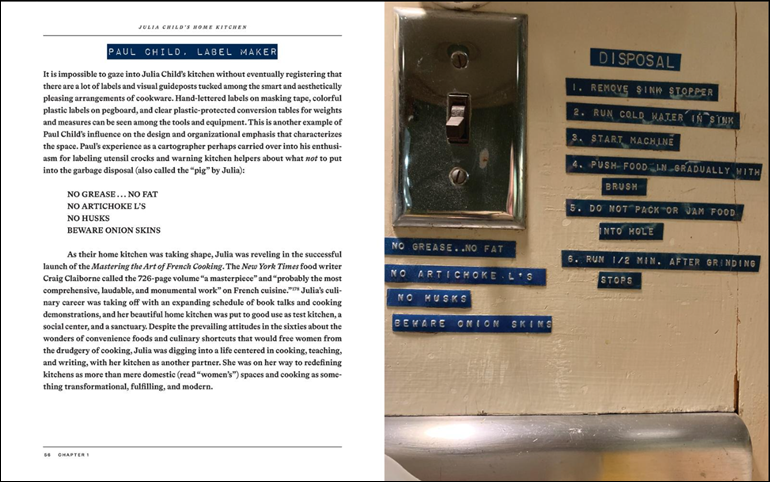 JULIA CHILD'S HOME KITCHEN
PAUL CHILD, LABEL MAKER
It is impossible to gaze into Julia Child's kitchen without eventually registering that
there are a lot of labels and visual guideposts tucked among the smart and aesthetically
pleasing arrangements of cookware. Hand-lettered labels on masking tape, colorful
plastic labels on pegboard, and clear plastic-protected conversion tables for weights
and measures can be seen among the tools and equipment. This is another example of
Paul Child's influence on the design and organizational emphasis that characterizes
the space. Paul's experience as a cartographer perhaps carried over into his enthusi-
asm for labeling utensil crocks and warning kitchen helpers about what not to put
into the garbage disposal (also called the “pig” by Julia):
NO GREASE . . . NO FAT
NO ARTICHOKE L'S
NO HUSKS
BEWARE ONION SKINS
As their home kitchen was taking shape, Julia was reveling in the successful
launch of the Mastering the Art of French Cooking. The New York Times food writer
Craig Claiborne called the 726-page volume “a masterpiece” and “probably the most
comprehensive, laudable, and monumental work” on French cuisine.”¹⁷⁸ Julia's culi-
nary career was taking off with an expanding schedule of book talks and cooking
demonstrations, and her beautiful home kitchen was put to good use as test kitchen, a
social center, and a sanctuary. Despite the prevailing attitudes in the sixties about the
wonders of convenience foods and culinary shortcuts that would free women from
the drudgery of cooking, Julia was digging into a life centered in cooking, teaching,
and writing, with her kitchen as another partner. She was on her way to redefining
kitchens as more than mere domestic (read “women's”) spaces and cooking as some-
thing transformational, fulfilling, and modern.
56 CHAPTER 1
DISPOSAL
1. REMOVE SINK STOPPER
2. RUN COLD WATER IN SINK
3. START MACHINE
4. PUSH FOOD IN GRADUALLY WITH
BRUSH
5. DO NOT PACK OR JAM FOOD
INTO HOLE
6. RUN 1/2 MIN. AFTER GRINDING
STOPS
NO GREASE..NO FAT
NO ARTICHOKE L'S
NO HUSKS
BEWARE ONION SKINS